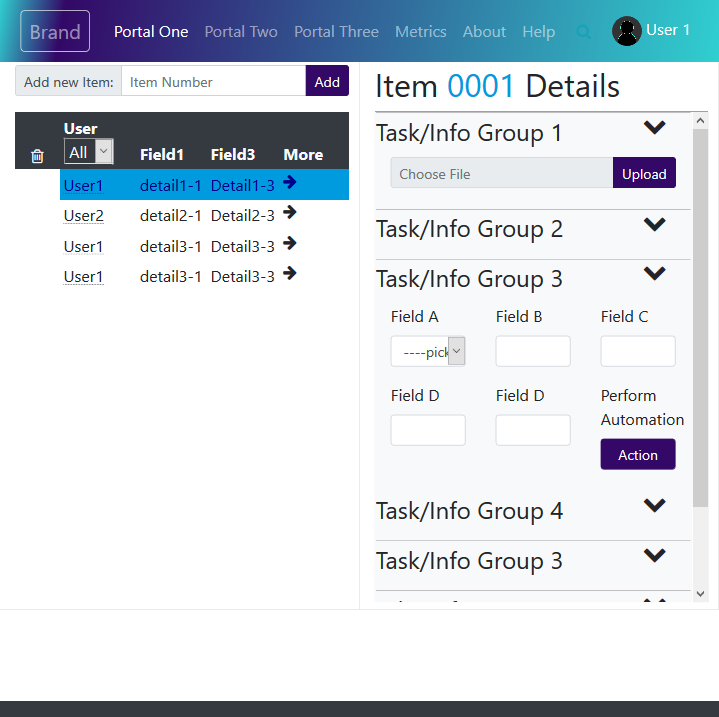 Brand Portal One Portal Two Portal Three Metrics About Help User 1
Add new Item: Item Number Add
User
All Field1 Field3 More
User1 detail1-1 Detail1-3
User2 detail2-1 Detail2-3
User1 detail3-1 Detail3-3
User1 detail3-1 Detail3-3
Item 0001 Details
Task/Info Group 1
Choose File Upload
Task/Info Group 2
Task/Info Group 3
Field A Field B Field C
----pick
Field D Field D Perform
Automation
Action
Task/Info Group 4
Task/Info Group 3